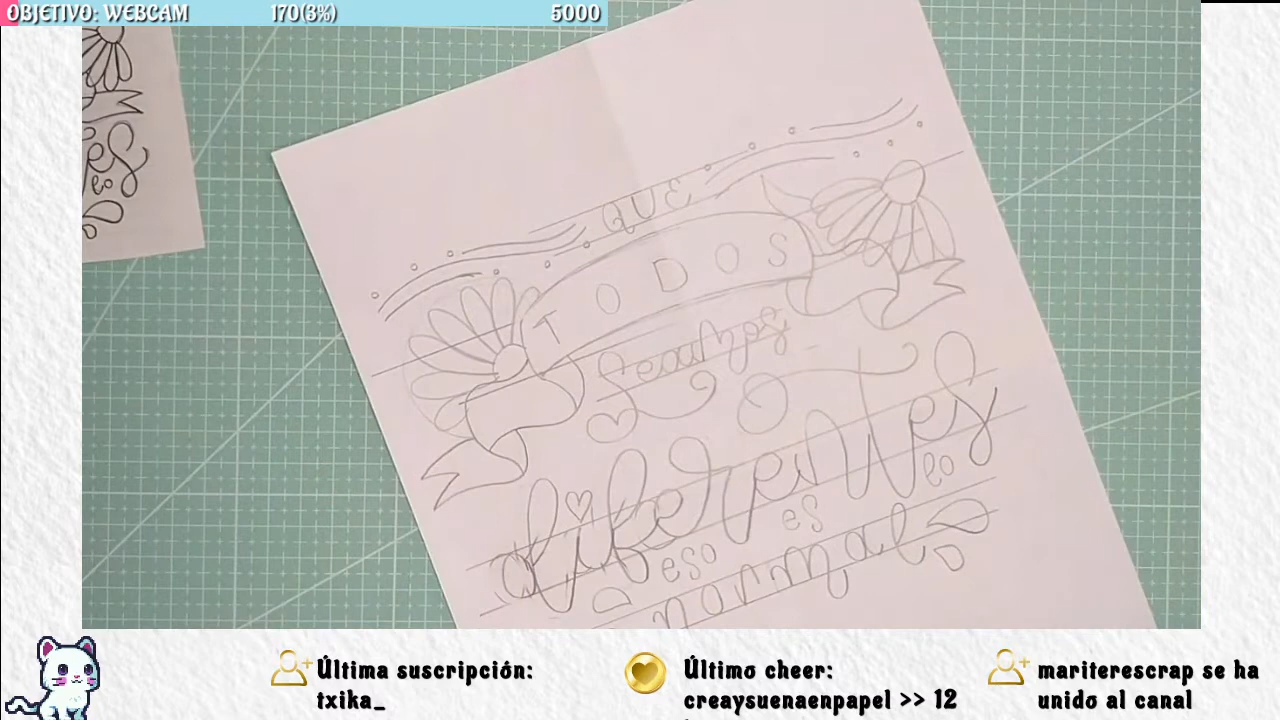 OBJETIVO: WEBCAM 170(3%) 5000
QUE
TODOS
Seamos
diferentes
eso es lo
normal
Última suscripción:
txika_
Último cheer:
creaysuenaenpapel >> 12
mariterescrap se ha
unido al canal